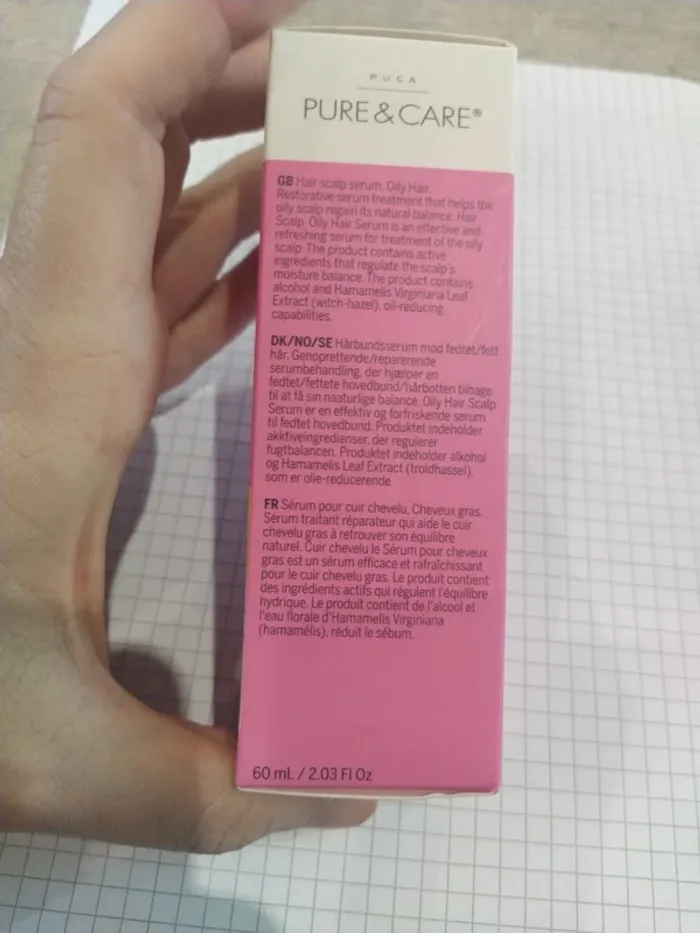 PUCA
PURE & CARE®
GB Hair scalp serum, Oily Hair.
Restorative serum treatment that helps the
oily scalp regain its natural balance. Hair
Scalp. Oily Hair Serum is an effective and
refreshing serum for treatment of the oily
scalp. The product contains active
ingredients that regulate the scalp's
moisture balance. The product contains
alcohol and Hamamelis Virginiana Leaf
Extract (witch-hazel), oil-reducing
capabilities.
DK/NO/SE Hårbundsserum mod fedtet/fett
hår. Genoprettende/reparerende
serumbehandling, der hjælper en
fedtet/fettete hovedbund/hårbotten tilbage
til at få sin naaturlige balance. Oily Hair Scalp
Serum er en effektiv og forfriskende serum
til fedtet hovedbund. Produktet indeholder
akktiveingredienser, der regulerer
fugtbalancen. Produktet indeholder alkohol
og Hamamelis Leaf Extract (troldhassel),
som er olie-reducerende.
FR Sérum pour cuir chevelu, Cheveux gras.
Sérum traitant réparateur qui aide le cuir
chevelu gras à retrouver son équilibre
naturel. Cuir chevelu le Sérum pour cheveux
gras est un sérum efficace et rafraîchissant
pour le cuir chevelu gras. Le produit contient
des ingrédients actifs qui régulent l'équilibre
hydrique. Le produit contient de l'alcool et
l'eau florale d'Hamamelis Virginiana
(hamamélis), réduit le sébum.
60 mL / 2.03 Fl Oz